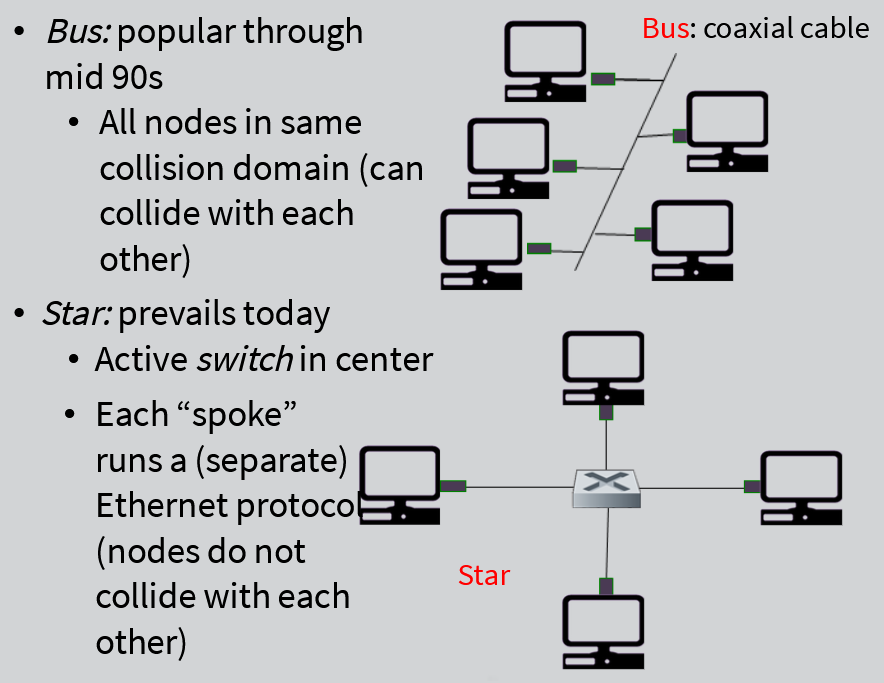 • Bus: popular through
mid 90s
• All nodes in same
collision domain (can
collide with each
other)
• Star: prevails today
• Active switch in center
• Each “spoke”
runs a (separate)
Ethernet protocol
(nodes do not
collide with each
other)
Bus: coaxial cable
Star